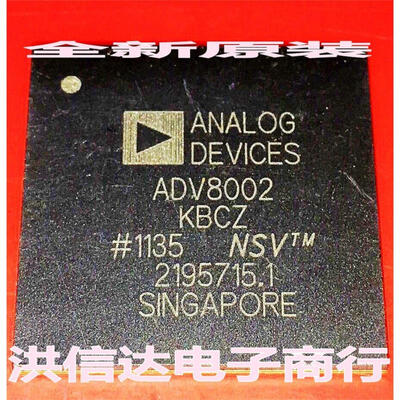 全新原装
ANALOG
DEVICES
ADV8002
KBCZ
#1135 NSV™
2195715.1
SINGAPORE
洪信达电子商行